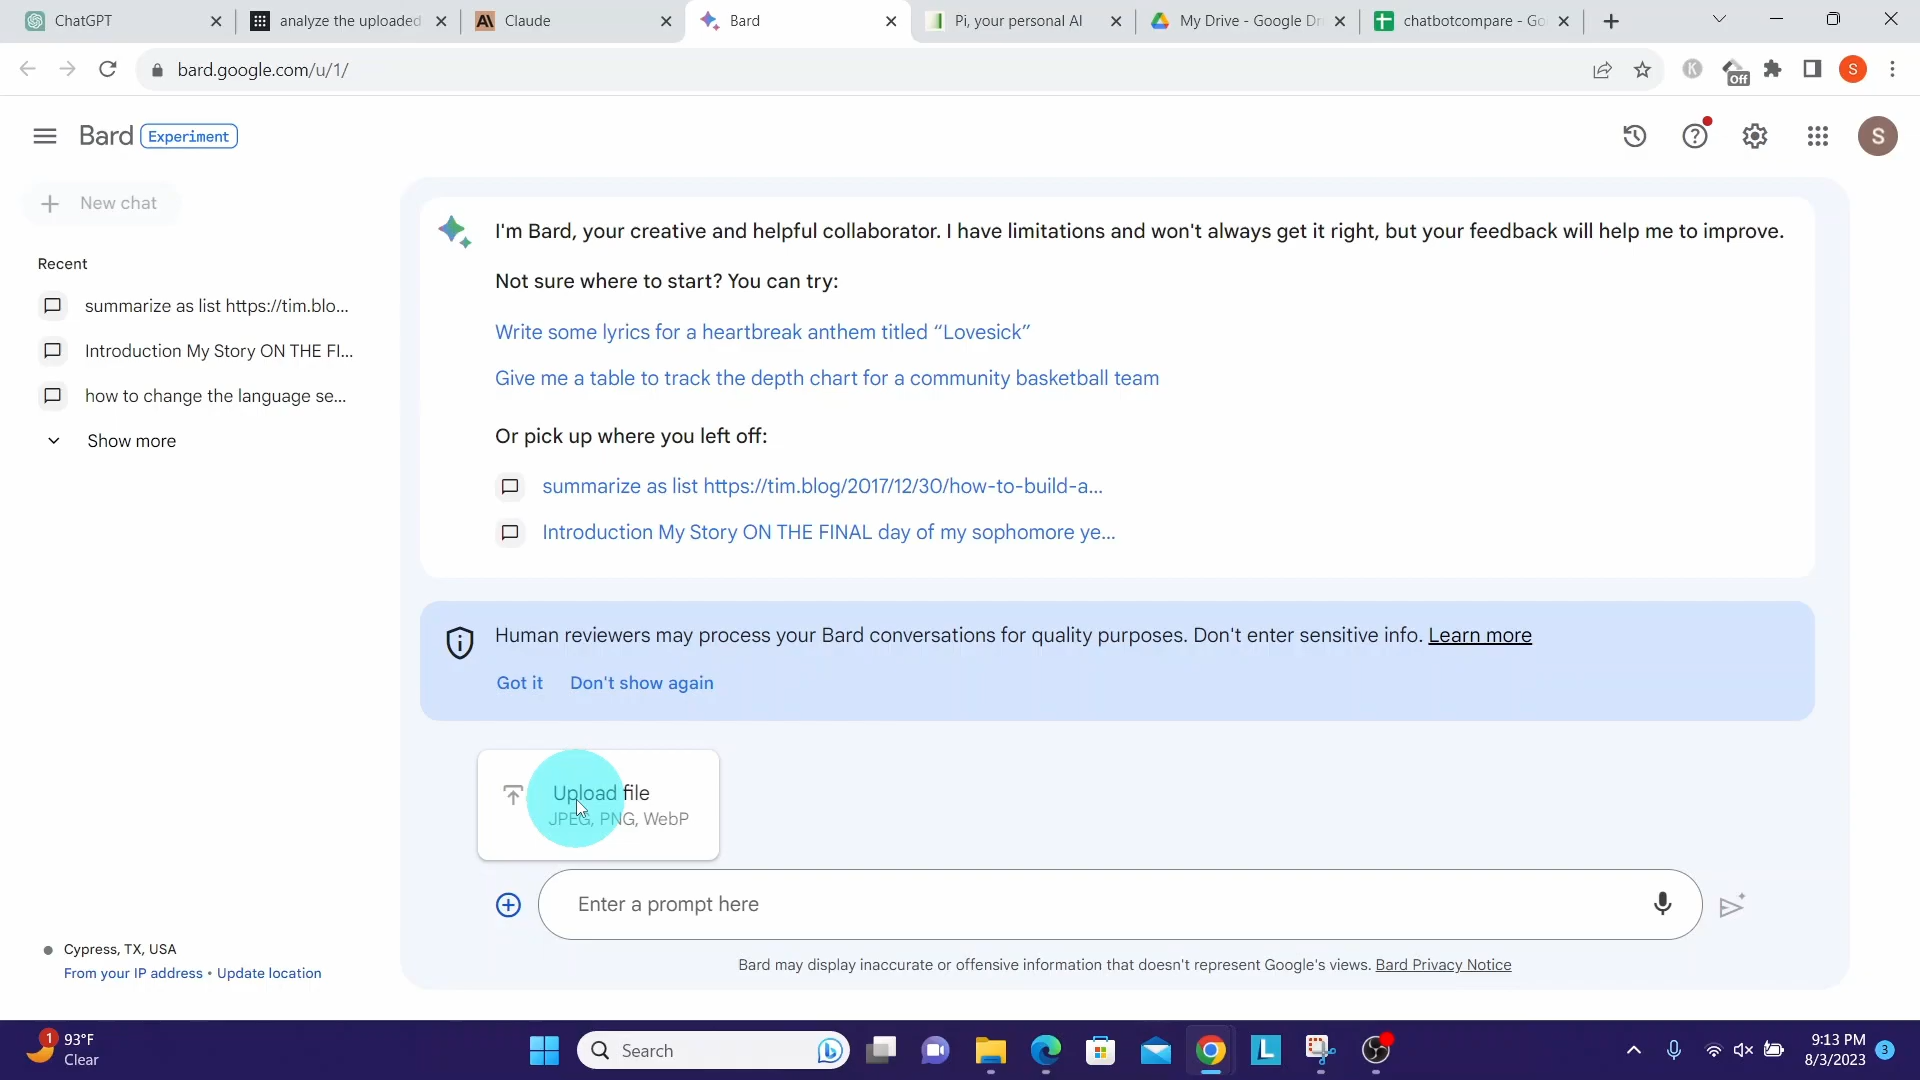 ChatGPT
analyze the uploaded
Claude
Bard
Pi, your personal AI
My Drive - Google Dr
chatbotcompare - Go
bard.google.com/u/1/
K
Off
S
Bard Experiment
S
New chat
Recent
summarize as list https://tim.blo...
Introduction My Story ON THE FI...
how to change the language se...
Show more
I'm Bard, your creative and helpful collaborator. I have limitations and won't always get it right, but your feedback will help me to improve.
Not sure where to start? You can try:
Write some lyrics for a heartbreak anthem titled “Lovesick”
Give me a table to track the depth chart for a community basketball team
Or pick up where you left off:
summarize as list https://tim.blog/2017/12/30/how-to-build-a...
Introduction My Story ON THE FINAL day of my sophomore ye...
Human reviewers may process your Bard conversations for quality purposes. Don't enter sensitive info. Learn more
Got it Don't show again
Upload file
JPEG, PNG, WebP
Enter a prompt here
Bard may display inaccurate or offensive information that doesn't represent Google's views. Bard Privacy Notice
Cypress, TX, USA
From your IP address • Update location
1
93°F
Clear
Search
L
9:13 PM
8/3/2023
3